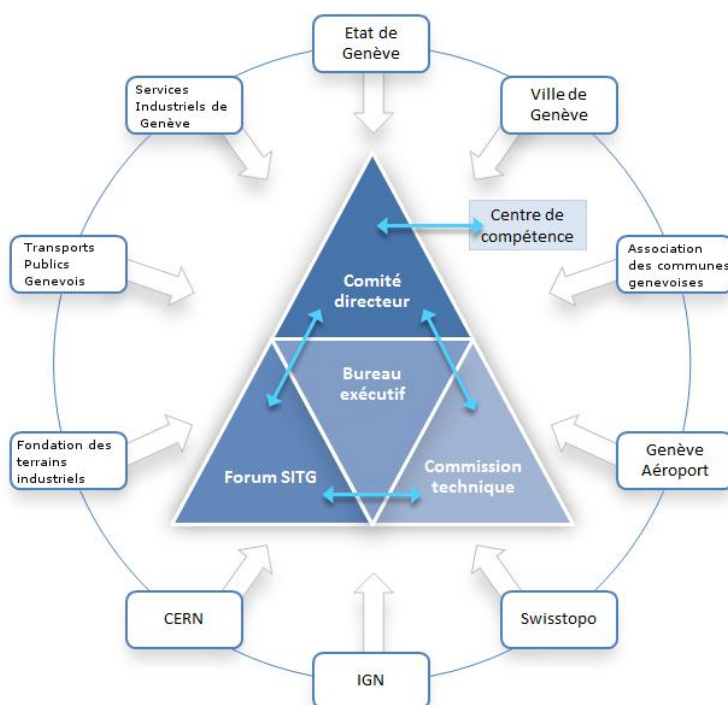 Etat de
Genève
Services
Industriels de
Genève
Ville de
Genève
Centre de
compétence
Transports
Publics
Genevois
Association
des communes
genevoises
Comité
directeur
Bureau
exécutif
Fondation des
terrains
industriels
Forum SITG
Commission
technique
Genève
Aéroport
CERN
Swisstopo
IGN